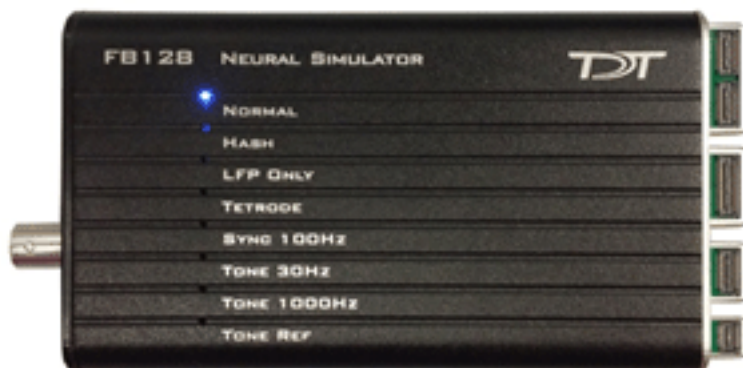 FB128 NEURAL SIMULATOR TDT
NORMAL
HASH
LFP ONLY
TETRODE
SYNC 100HZ
TONE 30HZ
TONE 1000HZ
TONE REF